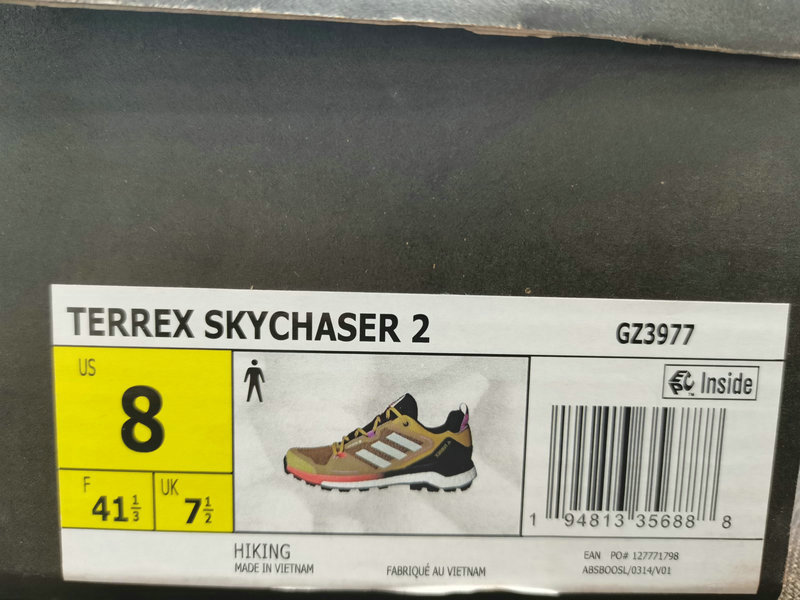 TERREX SKYCHASER 2
GZ3977
US
8
F
41 1/3
UK
7 1/2
EPC™ Inside
1 94813 35688 8
HIKING
MADE IN VIETNAM
FABRIQUÉ AU VIETNAM
EAN PO# 127771798
ABSBOOSL/0314/V01